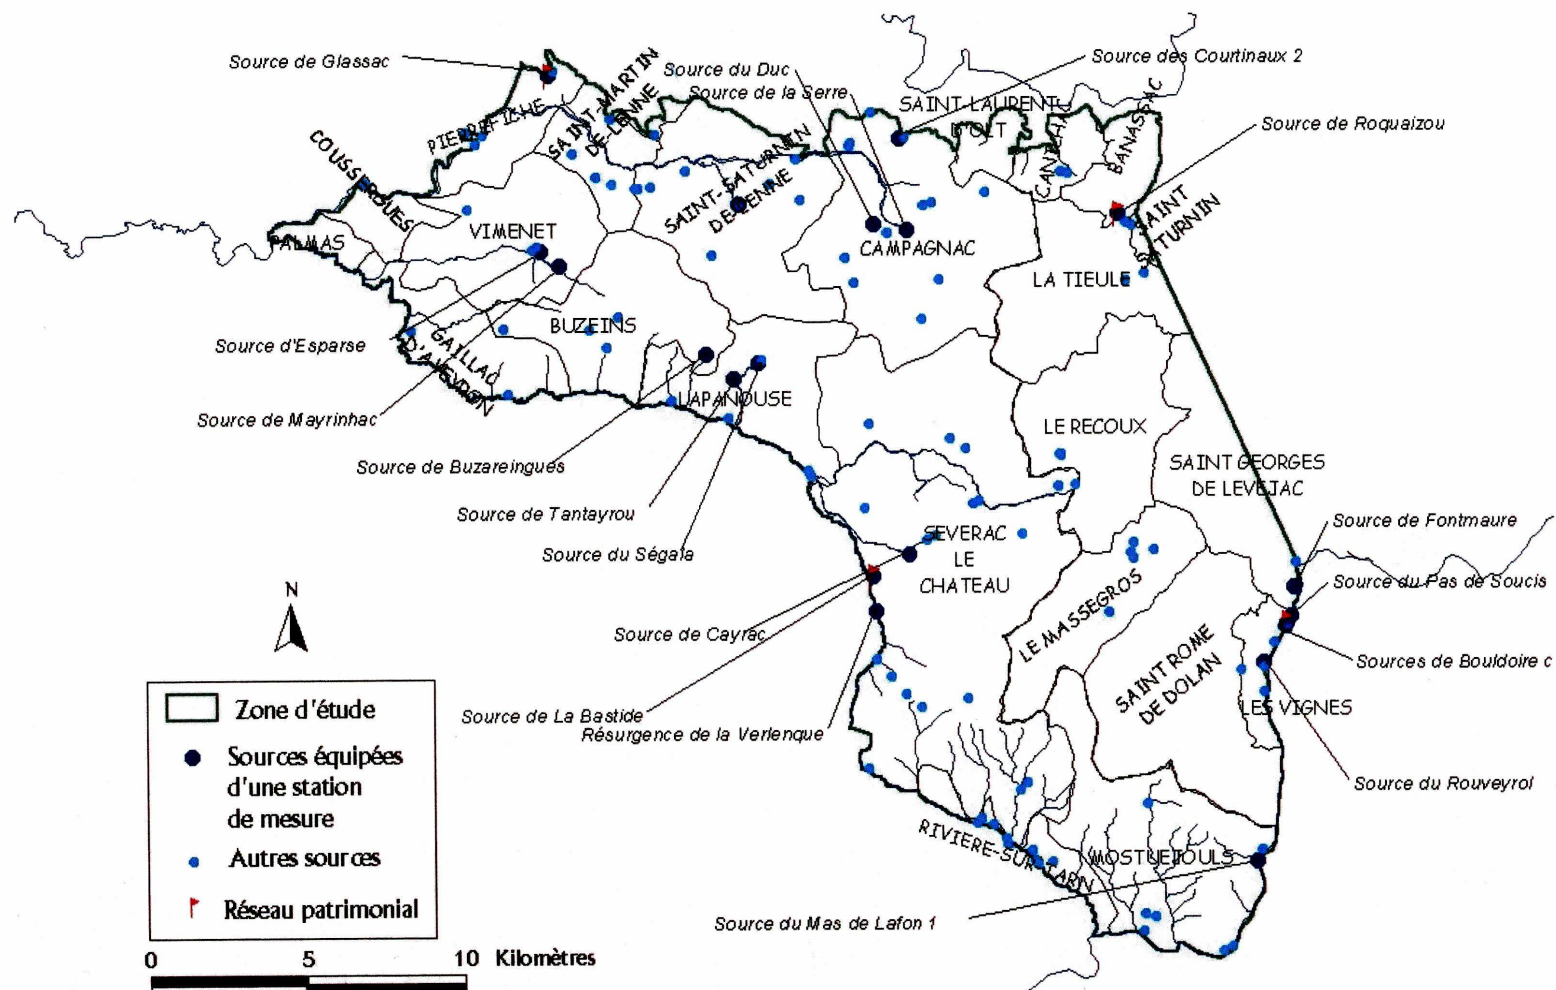 Source de Glassac
Source du Duc
Source de la Serre
Source des Courtinaux 2
Source de Roquaizou
PIERREFICHE
SAINT-MARTIN
DE-LENNE
SAINT-LAURENT
D'OLT
CANILHAC
BANASSAC
COUSSERGUES
SAINT-SATURNIN
DE-LENNE
SAINT
SATURNIN
PALMAS
VIMENET
CAMPAGNAC
LA TIEULE
BUZEINS
GAILLAC
D'AVEYRON
Source d'Esparse
LAPANOUSE
Source de Mayrinhac
LE RECOUX
Source de Buzareingues
SAINT GEORGES
DE LEVEJAC
Source de Tantayrou
Source de Fontmaure
Source du Ségala
SEVERAC
LE
CHATEAU
Source du Pas de Soucis
N
LE MASSEGROS
Source de Cayrac
SAINT ROME
DE DOLAN
Sources de Bouldoire c
LES VIGNES
Source de La Bastide
Résurgence de la Verlenque
Source du Rouveyrol
RIVIERE-SUR-TARN
MOSTUEJOULS
Source du Mas de Lafon 1
Zone d'étude
Sources équipées
d'une station
de mesure
Autres sources
Réseau patrimonial
0 5 10 Kilomètres